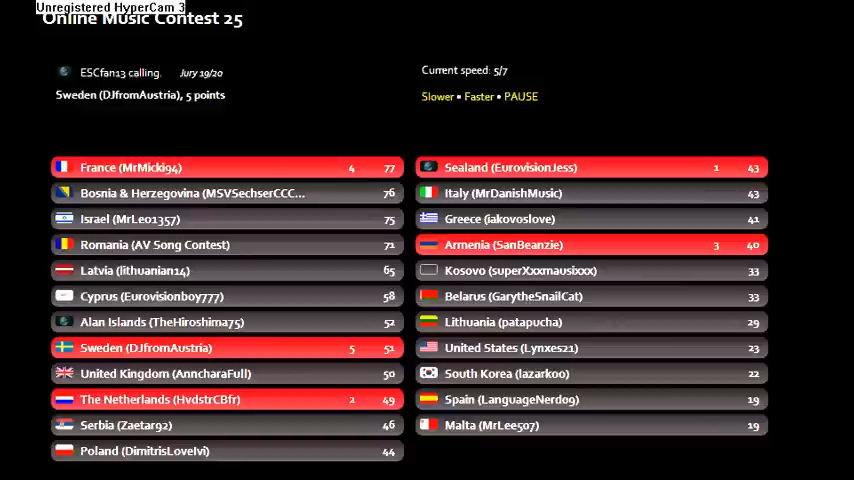 Unregistered HyperCam 3
Online Music Contest 25
ESCfan13 calling. Jury 19/20
Sweden (DJfromAustria), 5 points
Current speed: 5/7
Slower • Faster • PAUSE
France (MrMicki94) 4 77
Bosnia & Herzegovina (MSVSechserCCC... 76
Israel (MrLeo1357) 75
Romania (AV Song Contest) 71
Latvia (lithuanian14) 65
Cyprus (Eurovisionboy777) 58
Alan Islands (TheHiroshima75) 52
Sweden (DJfromAustria) 5 51
United Kingdom (AnncharaFull) 50
The Netherlands (HvdstrCBfr) 2 49
Serbia (Zaetar92) 46
Poland (DimitrisLovelvi) 44
Sealand (EurovisionJess) 1 43
Italy (MrDanishMusic) 43
Greece (iakovoslove) 41
Armenia (SanBeanzie) 3 40
Kosovo (superXxxmausixxx) 33
Belarus (GarytheSnailCat) 33
Lithuania (patapucha) 29
United States (Lynxes21) 23
South Korea (lazarkoo) 22
Spain (LanguageNerd09) 19
Malta (MrLee507) 19